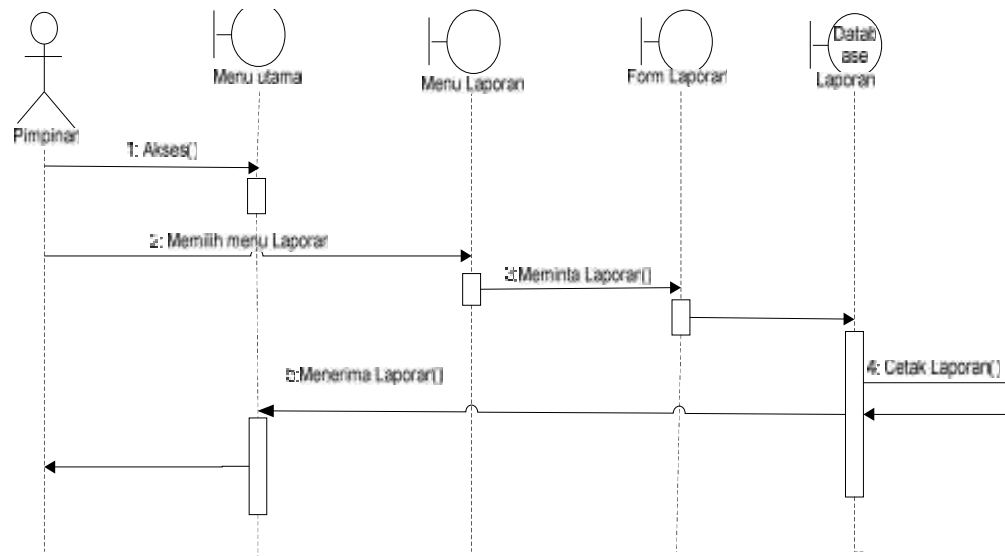 Datab
ase
Menu utama
Menu Laporan
Form Laporan
Laporan
Pimpinan
1: Akses()
2: Memilih menu Laporan
3:Meminta Laporan()
4: Cetak Laporan()
5:Menerima Laporan()